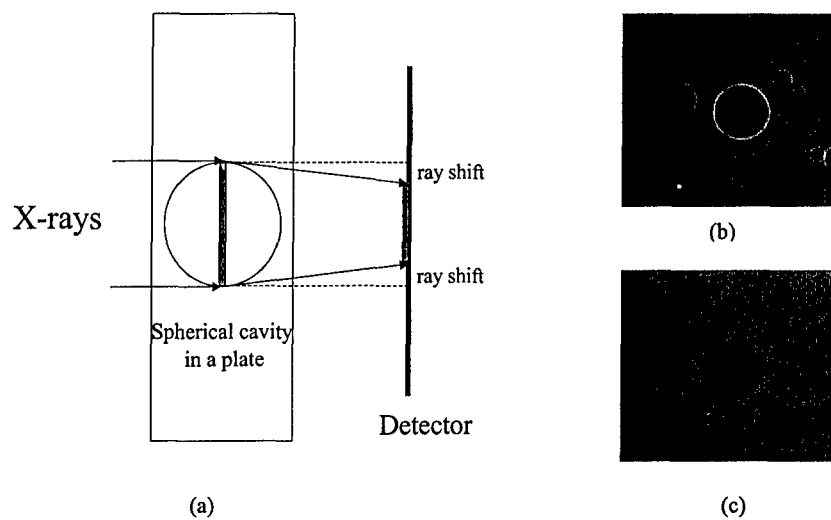 ray shift
X-rays
ray shift
Spherical cavity
in a plate
Detector
(a)
(b)
(c)